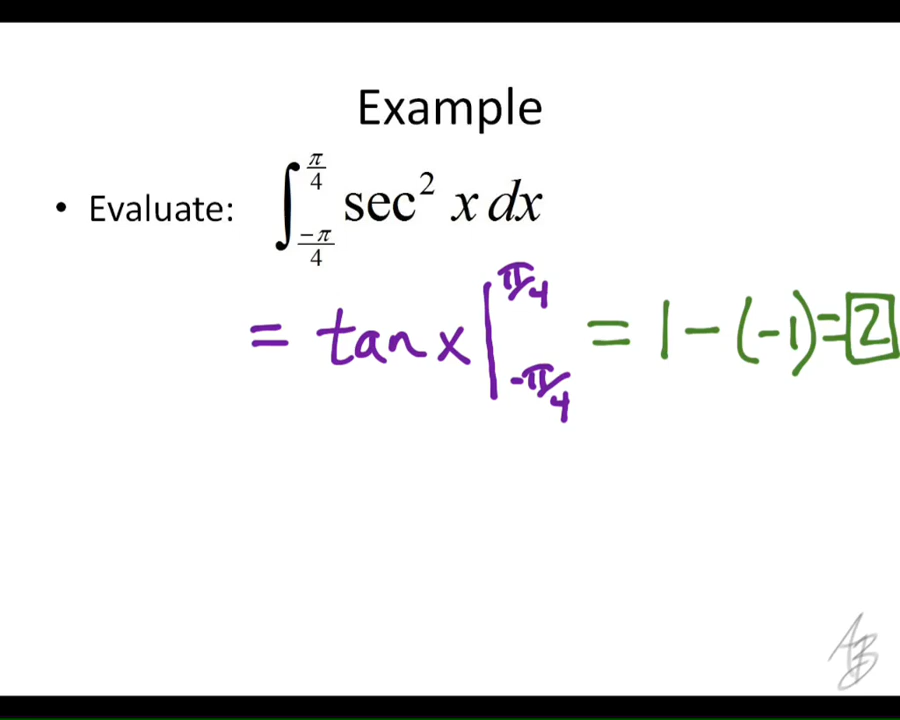 Example
• Evaluate: ∫_{-π/4}^{π/4} sec² x dx
= tan x |_{-π/4}^{π/4} = 1 - (-1) = 2